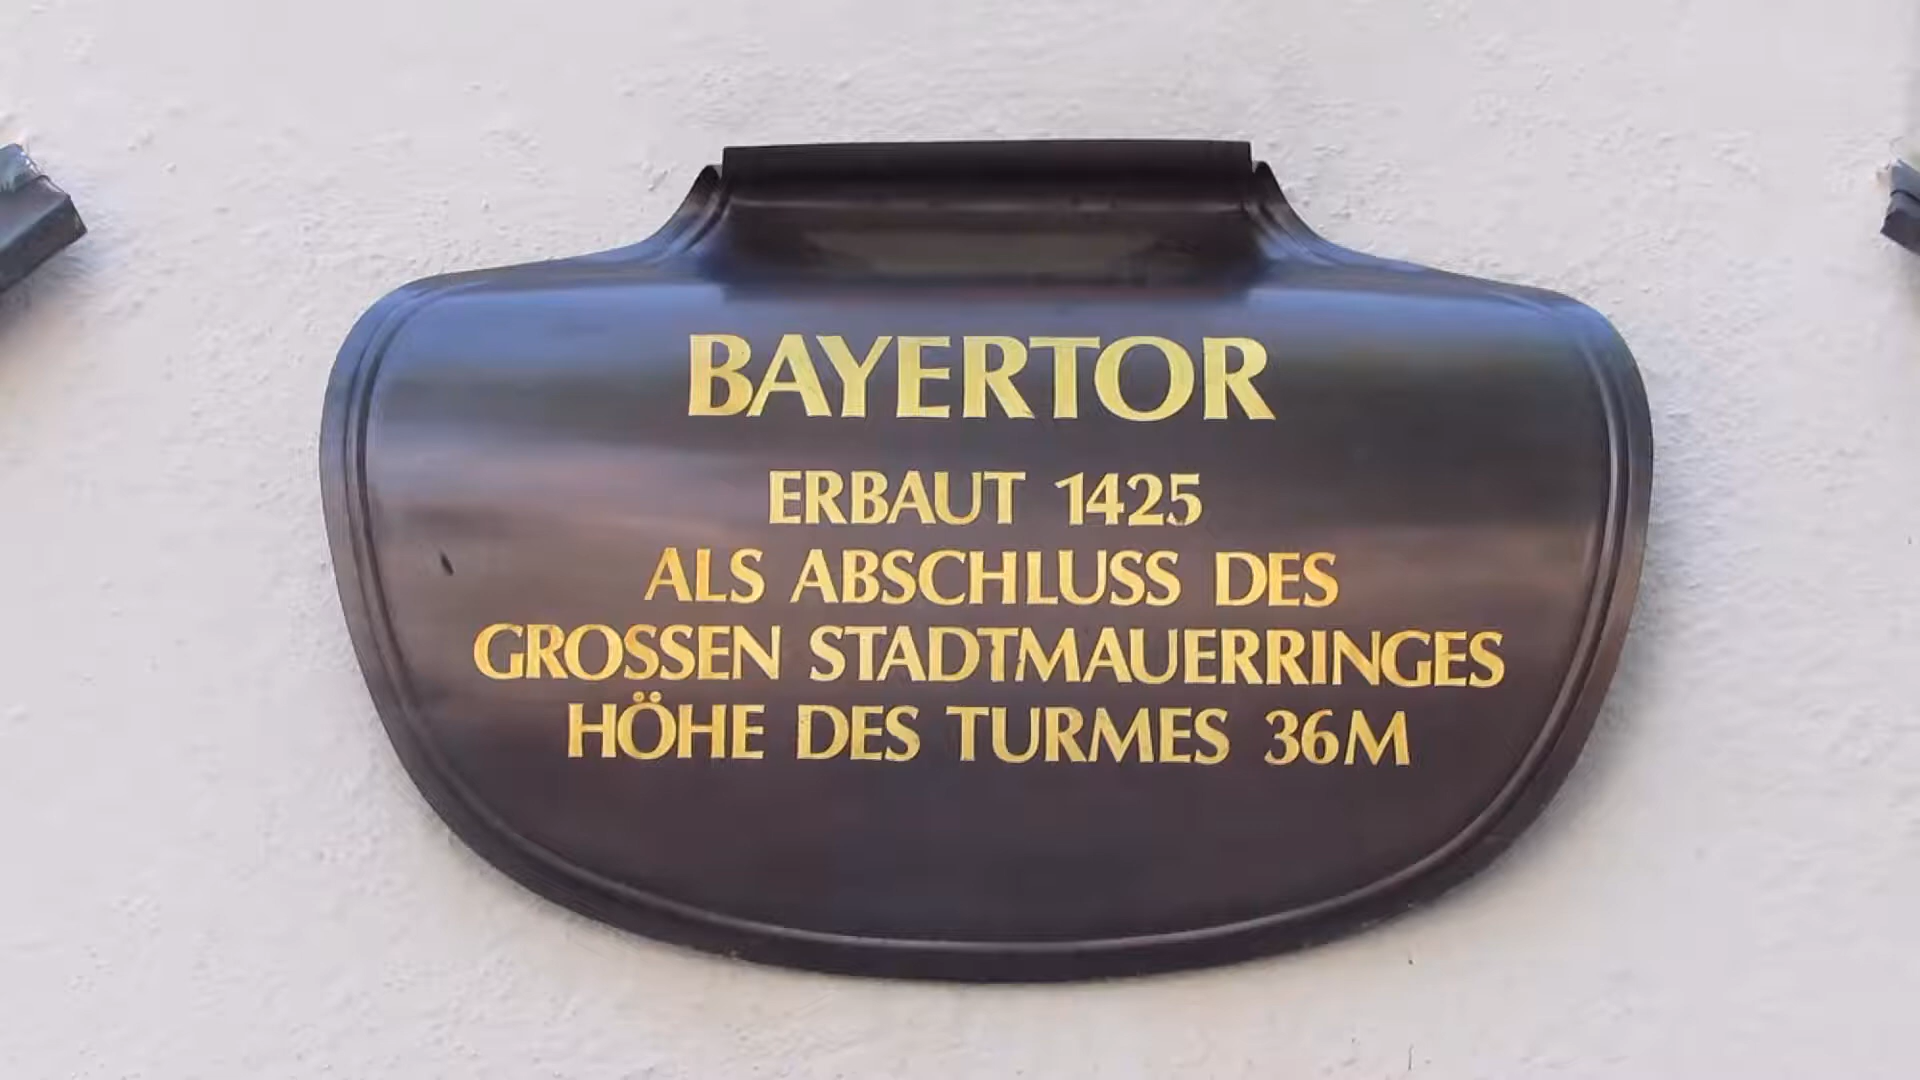 BAYERTOR
ERBAUT 1425
ALS ABSCHLUSS DES
GROSSEN STADTMAUERRINGES
HÖHE DES TURMES 36M